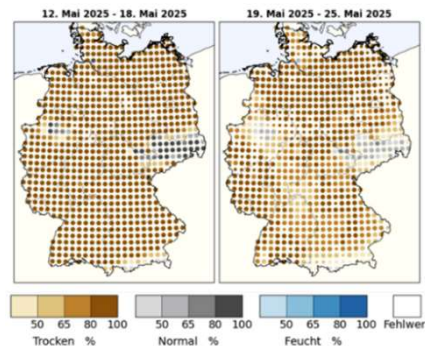 12. Mai 2025 - 18. Mai 2025 19. Mai 2025 - 25. Mai 2025
50 65 80 100 50 65 80 100 50 65 80 100 Fehlwer
Trocken % Normal % Feucht %